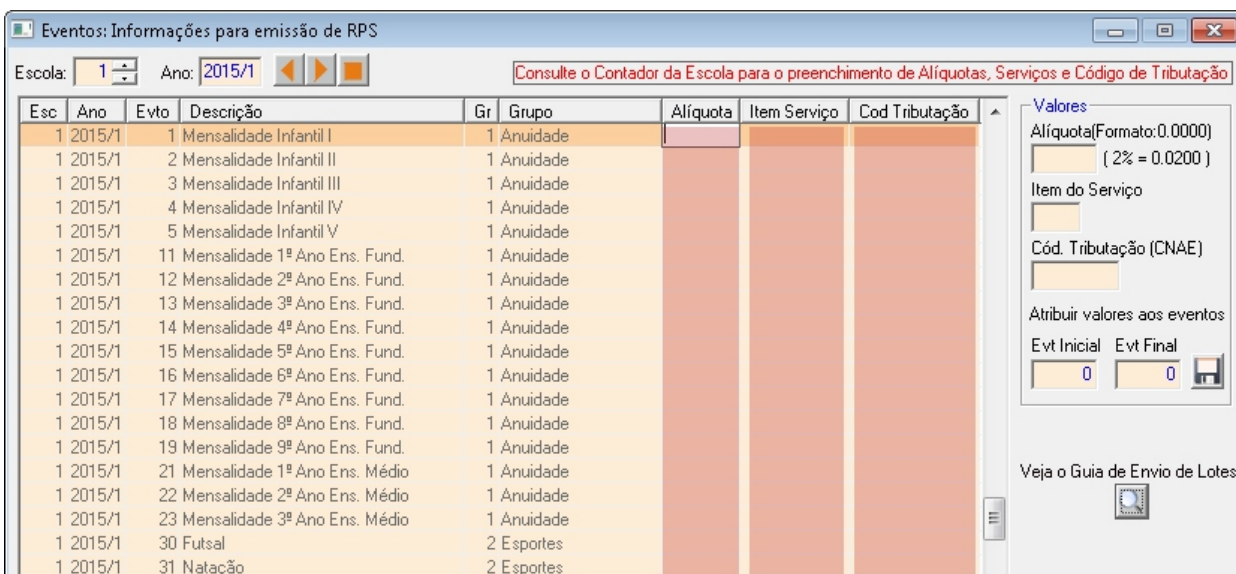 Eventos: Informações para emissão de RPS
Escola: 1 Ano: 2015/1 Consulte o Contador da Escola para o preenchimento de Alíquotas, Serviços e Código de Tributação
Esc Ano Evto Descrição Gr Grupo Alíquota Item Serviço Cod Tributação
1 2015/1 1 Mensalidade Infantil I 1 Anuidade
1 2015/1 2 Mensalidade Infantil II 1 Anuidade
1 2015/1 3 Mensalidade Infantil III 1 Anuidade
1 2015/1 4 Mensalidade Infantil IV 1 Anuidade
1 2015/1 5 Mensalidade Infantil V 1 Anuidade
1 2015/1 11 Mensalidade 1º Ano Ens. Fund. 1 Anuidade
1 2015/1 12 Mensalidade 2º Ano Ens. Fund. 1 Anuidade
1 2015/1 13 Mensalidade 3º Ano Ens. Fund. 1 Anuidade
1 2015/1 14 Mensalidade 4º Ano Ens. Fund. 1 Anuidade
1 2015/1 15 Mensalidade 5º Ano Ens. Fund. 1 Anuidade
1 2015/1 16 Mensalidade 6º Ano Ens. Fund. 1 Anuidade
1 2015/1 17 Mensalidade 7º Ano Ens. Fund. 1 Anuidade
1 2015/1 18 Mensalidade 8º Ano Ens. Fund. 1 Anuidade
1 2015/1 19 Mensalidade 9º Ano Ens. Fund. 1 Anuidade
1 2015/1 21 Mensalidade 1º Ano Ens. Médio 1 Anuidade
1 2015/1 22 Mensalidade 2º Ano Ens. Médio 1 Anuidade
1 2015/1 23 Mensalidade 3º Ano Ens. Médio 1 Anuidade
1 2015/1 30 Futsal 2 Esportes
1 2015/1 31 Natação 2 Esportes
Valores
Alíquota(Formato:0.0000)
( 2% = 0.0200 )
Item do Serviço
Cód. Tributação (CNAE)
Atribuir valores aos eventos
Evt Inicial Evt Final
0 0
Veja o Guia de Envio de Lotes